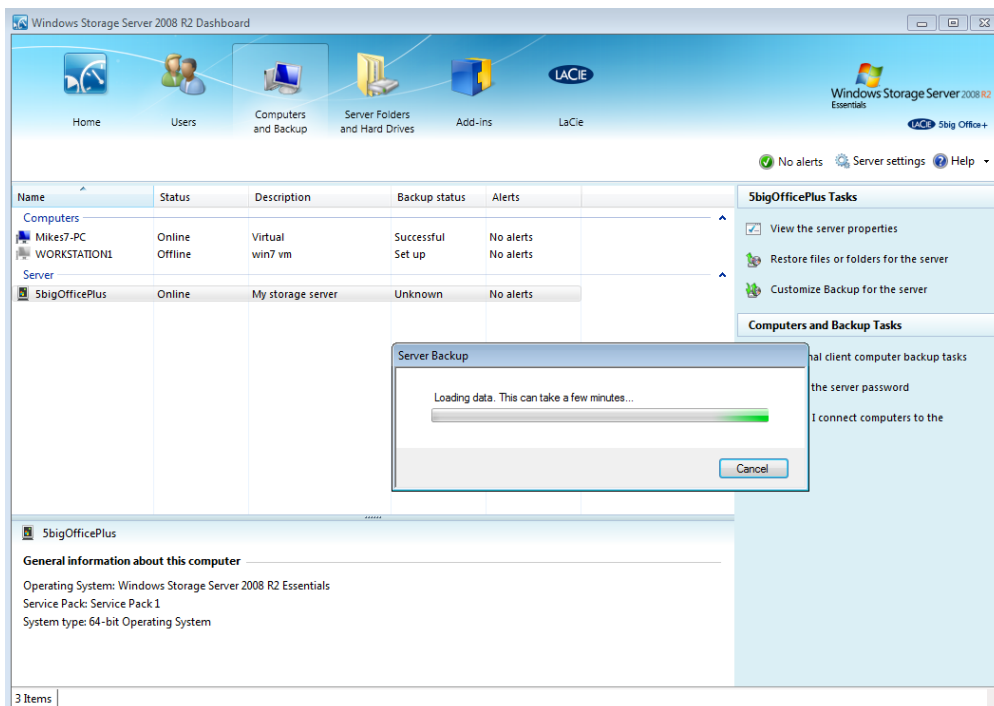 Windows Storage Server 2008 R2 Dashboard
Home
Users
Computers and Backup
Server Folders and Hard Drives
Add-ins
LACIE
LaCie
Windows Storage Server 2008 R2
Essentials
LACIE 5big Office+
No alerts Server settings Help
Name Status Description Backup status Alerts
Computers
Mikes7-PC Online Virtual Successful No alerts
WORKSTATION1 Offline win7 vm Set up No alerts
Server
5bigOfficePlus Online My storage server Unknown No alerts
5bigOfficePlus Tasks
View the server properties
Restore files or folders for the server
Customize Backup for the server
Computers and Backup Tasks
client computer backup tasks
the server password
I connect computers to the
Server Backup
Loading data. This can take a few minutes...
Cancel
5bigOfficePlus
General information about this computer
Operating System: Windows Storage Server 2008 R2 Essentials
Service Pack: Service Pack 1
System type: 64-bit Operating System
3 Items